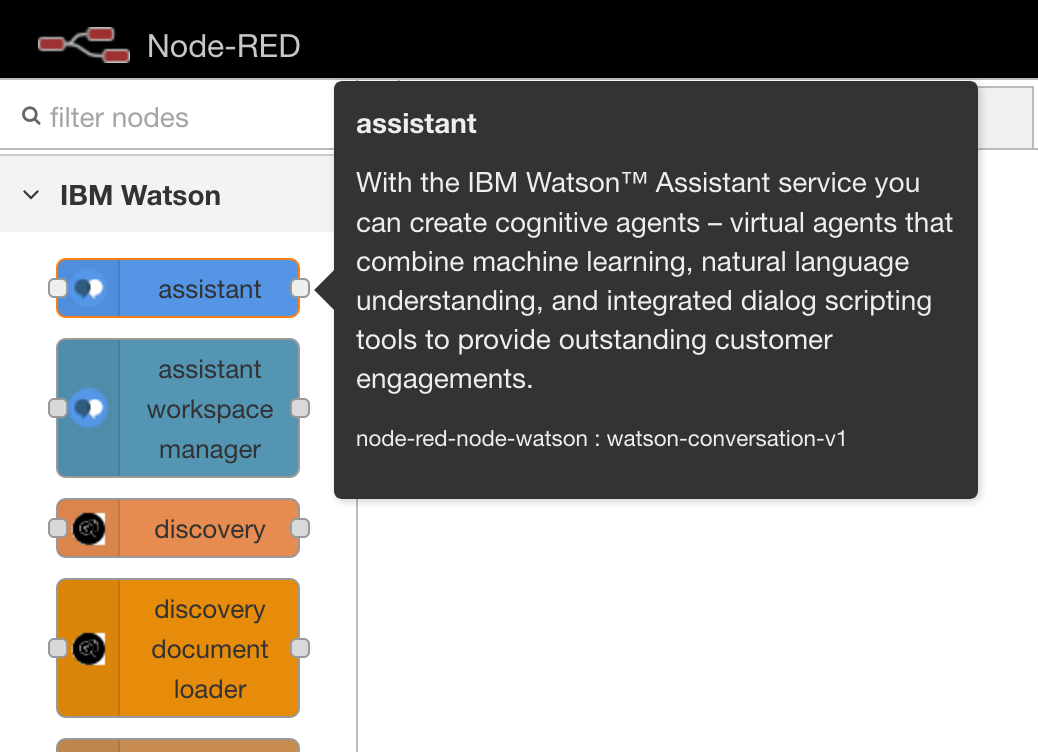 Node-RED
filter nodes
IBM Watson
assistant
assistant
workspace
manager
discovery
discovery
document
loader
assistant
With the IBM Watson™ Assistant service you
can create cognitive agents – virtual agents that
combine machine learning, natural language
understanding, and integrated dialog scripting
tools to provide outstanding customer
engagements.
node-red-node-watson : watson-conversation-v1